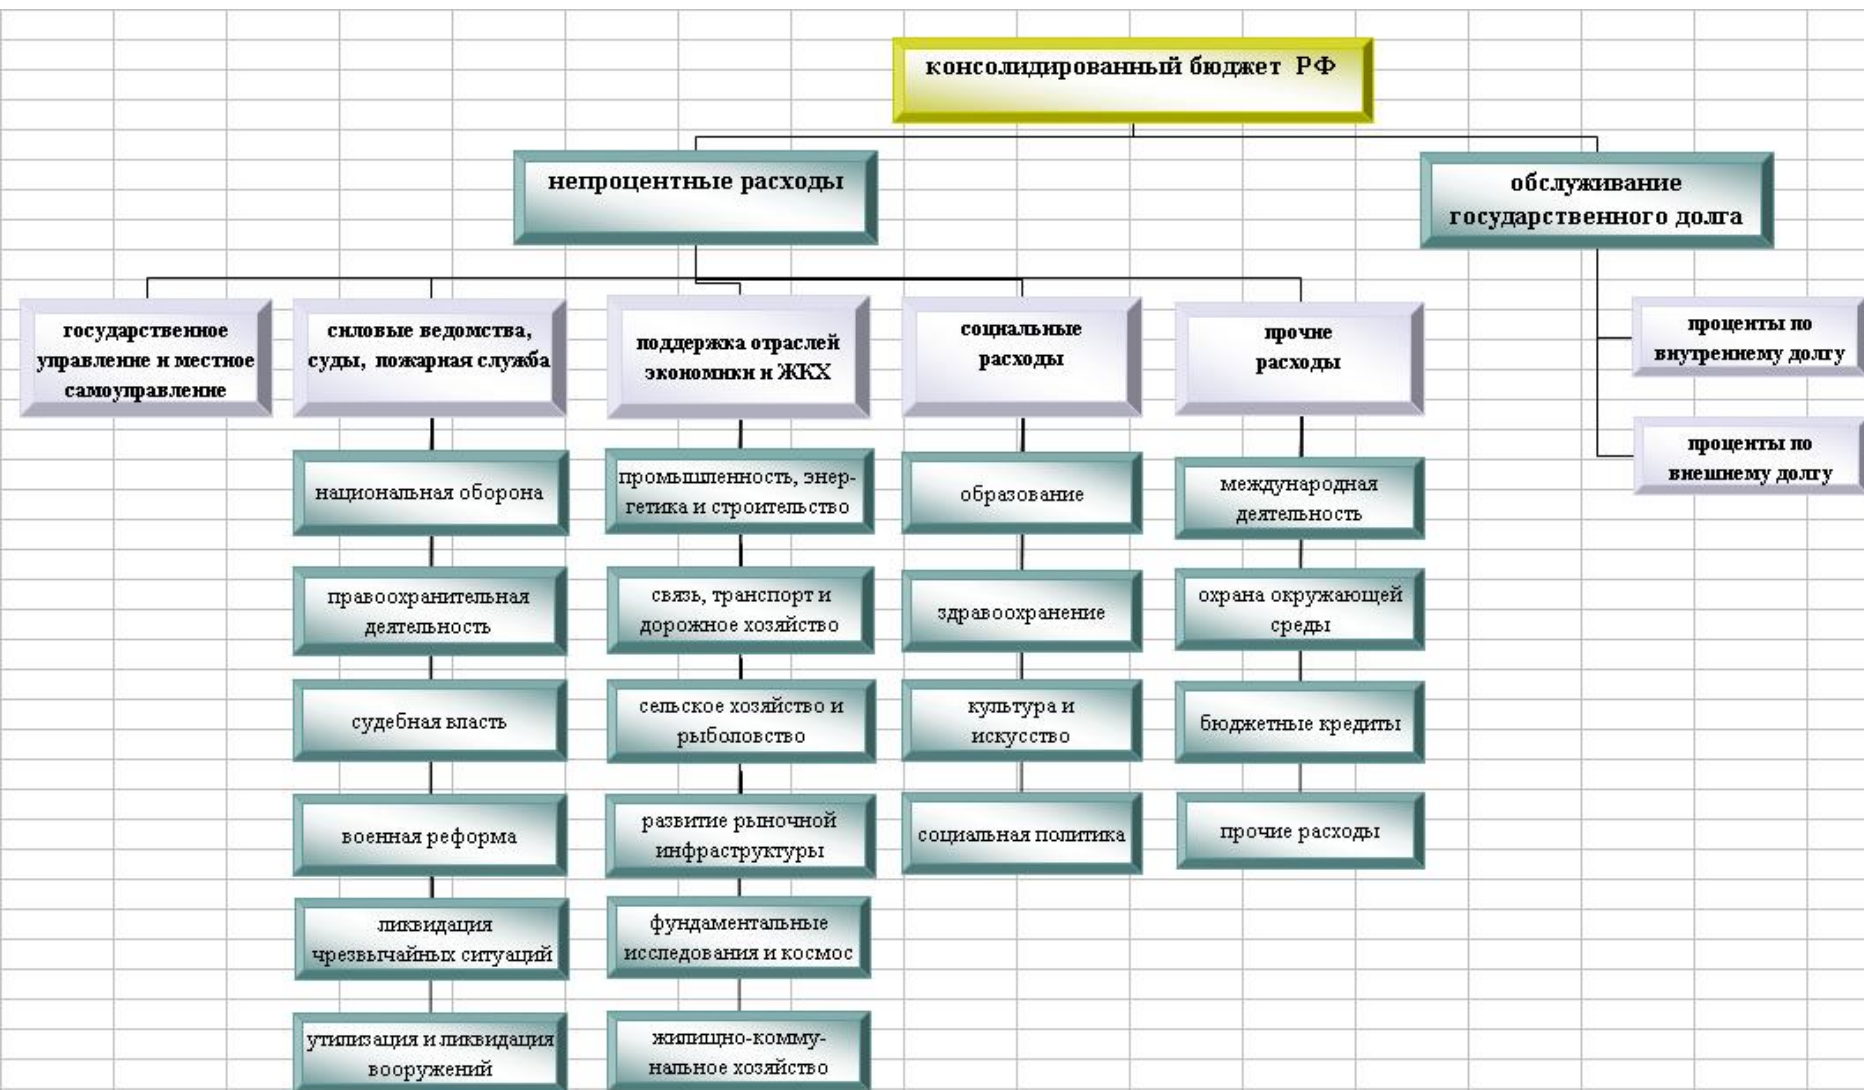 консолидированный бюджет РФ
непроцентные расходы
обслуживание
государственного долга
государственное
управление и местное
самоуправление
силовые ведомства,
суды, пожарная служба
поддержка отраслей
экономики и ЖКХ
социальные
расходы
прочие
расходы
проценты по
внутреннему долгу
проценты по
внешнему долгу
национальная оборона
правоохранительная
деятельность
судебная власть
военная реформа
ликвидация
чрезвычайных ситуаций
утилизация и ликвидация
вооружений
промышленность, энер-
гетика и строительство
связь, транспорт и
дорожное хозяйство
сельское хозяйство и
рыболовство
развитие рыночной
инфраструктуры
фундаментальные
исследования и космос
жилищно-комму-
нальное хозяйство
образование
здравоохранение
культура и
искусство
социальная политика
международная
деятельность
охрана окружающей
среды
бюджетные кредиты
прочие расходы